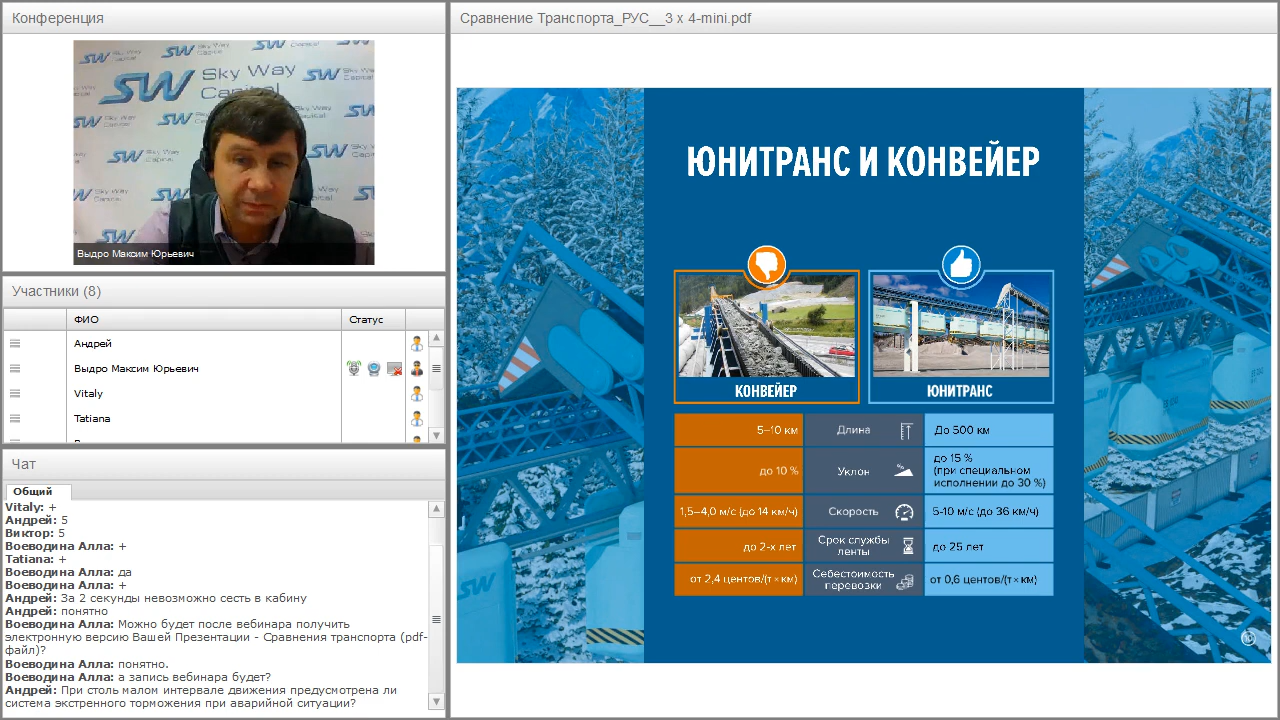 Конференция
SW
Sky Way
Capital
Выдро Максим Юрьевич
Участники (8)
ФИО
Статус
Андрей
Выдро Максим Юрьевич
Vitaly
Tatiana
Чат
Общий
Vitaly: +
Андрей: 5
Виктор: 5
Воеводина Алла: +
Tatiana: +
Воеводина Алла: да
Воеводина Алла: +
Андрей: За 2 секунды невозможно сесть в кабину
Андрей: понятно
Воеводина Алла: Можно будет после вебинара получить
электронную версию Вашей Презентации - Сравнения транспорта (pdf-
файл)?
Воеводина Алла: понятно.
Воеводина Алла: а запись вебинара будет?
Андрей: При столь малом интервале движения предусмотрена ли
система экстренного торможения при аварийной ситуации?
Сравнение Транспорта_РУС__3 x 4-mini.pdf
ЮНИТРАНС И КОНВЕЙЕР
КОНВЕЙЕР
ЮНИТРАНС
5–10 км
Длина
До 500 км
до 10 %
Уклон
до 15 %
(при специальном
исполнении до 30 %)
1,5–4,0 м/с (до 14 км/ч)
Скорость
5-10 м/с (до 36 км/ч)
до 2-х лет
Срок службы
ленты
до 25 лет
от 2,4 центов/(т×км)
Себестоимость
перевозки
от 0,6 центов/(т×км)